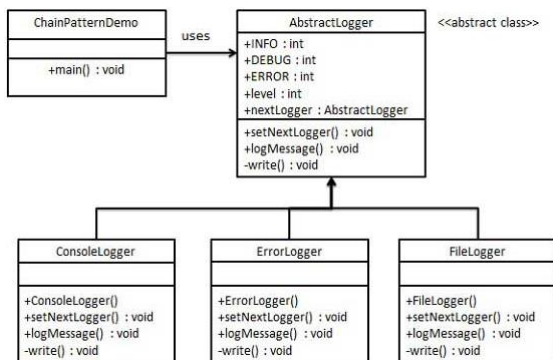 ChainPatternDemo
+main() : void
uses
AbstractLogger
<<abstract class>>
+INFO : int
+DEBUG : int
+ERROR : int
+level : int
+nextLogger : AbstractLogger
+setNextLogger() : void
+logMessage() : void
-write() : void
ConsoleLogger
+ConsoleLogger()
+setNextLogger() : void
+logMessage() : void
-write() : void
ErrorLogger
+ErrorLogger()
+setNextLogger() : void
+logMessage() : void
-write() : void
FileLogger
+FileLogger()
+setNextLogger() : void
+logMessage() : void
-write() : void